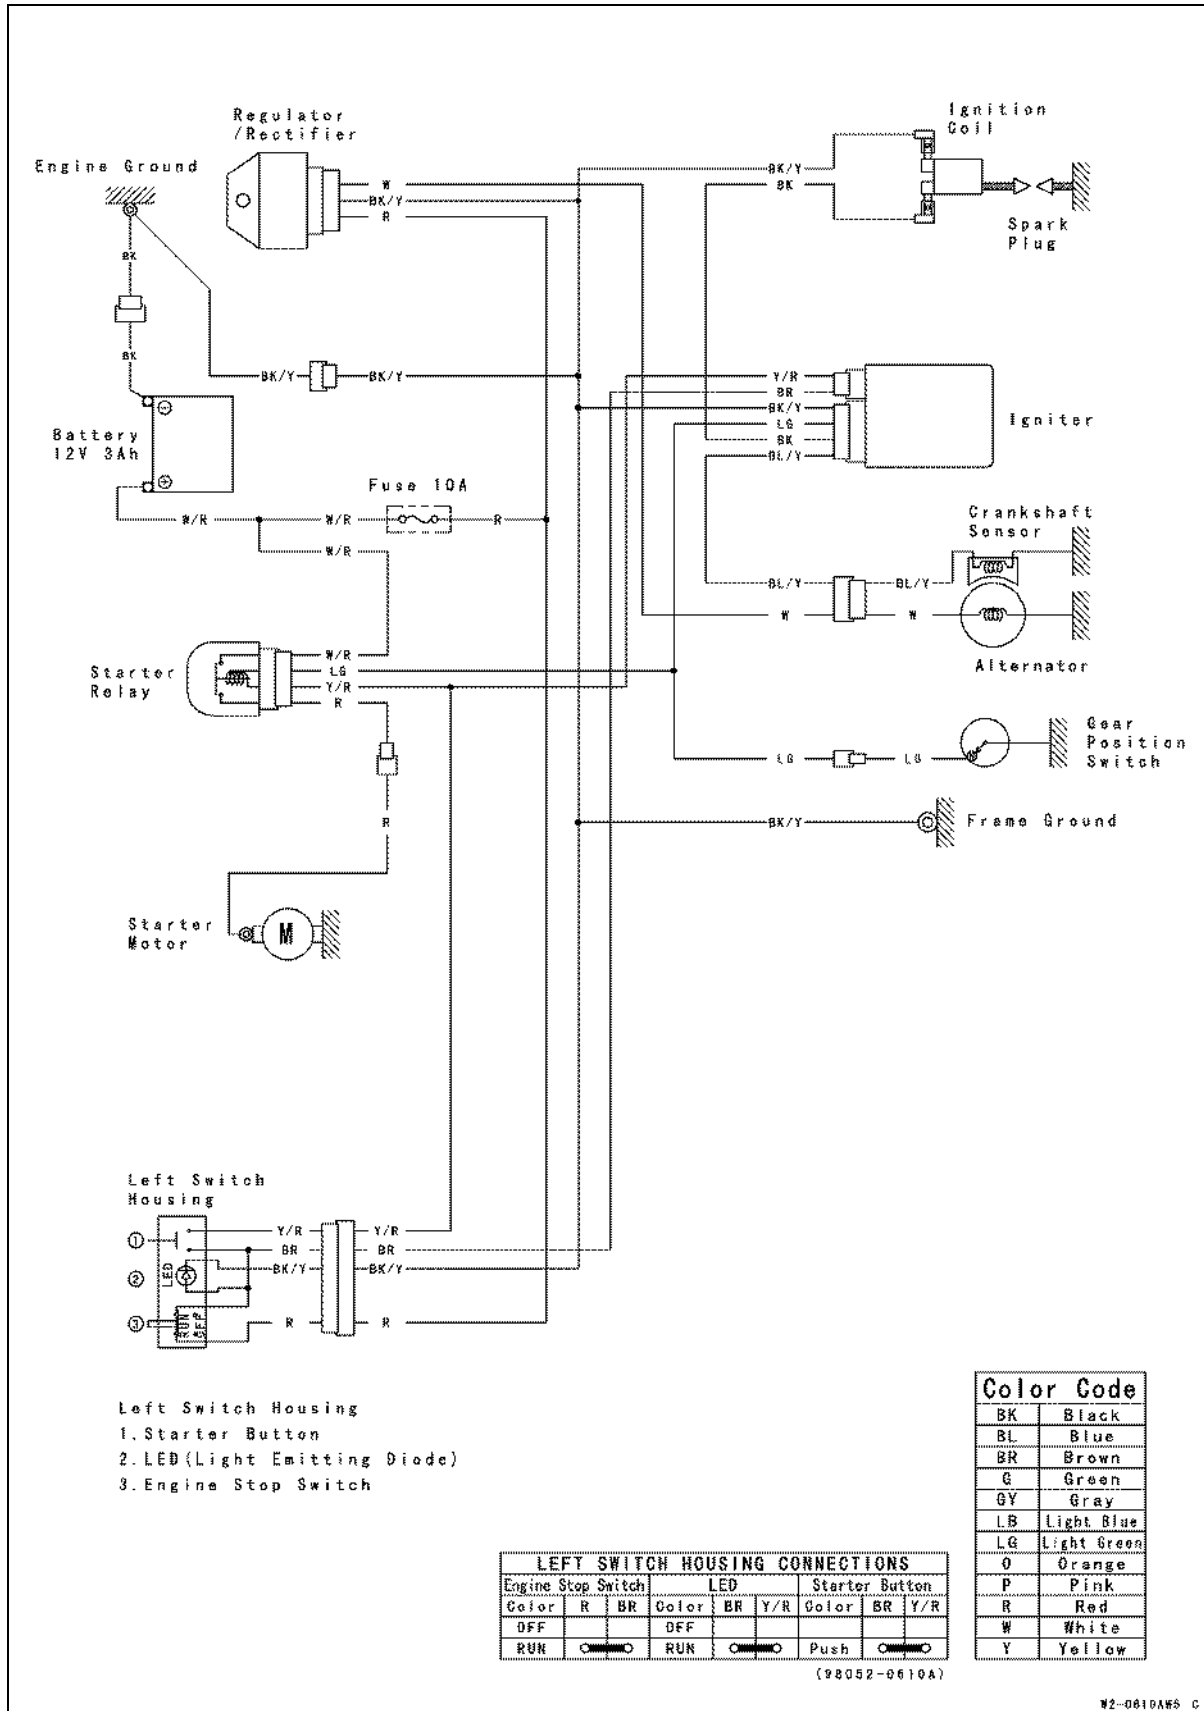 Regulator
/Rectifier
Ignition
Coil
Engine Ground
BK/Y
W
BK
BK/Y
R
Spark
Plug
BK
BK
BK/Y
BK/Y
Y/R
BR
BK/Y
LG
BK
BL/Y
Igniter
Battery
12V 3Ah
Fuse 10A
W/R
W/R
R
Crankshaft
Sensor
W/R
BL/Y
BL/Y
W
W
Alternator
Starter
Relay
W/R
LG
Y/R
R
Gear
Position
Switch
LG
LG
R
BK/Y
Frame Ground
Starter
Motor
M
Left Switch
Housing
1
Y/R
Y/R
BR
BR
2
LED
BK/Y
BK/Y
3
RUN
OFF
R
R
Left Switch Housing
1.Starter Button
2.LED(Light Emitting Diode)
3.Engine Stop Switch
Color Code
BK Black
BL Blue
BR Brown
G Green
GY Gray
LB Light Blue
LG Light Green
O Orange
P Pink
R Red
W White
Y Yellow
LEFT SWITCH HOUSING CONNECTIONS
Engine Stop Switch LED Starter Button
Color R BR Color BR Y/R Color BR Y/R
OFF OFF
RUN RUN Push
(98052-0610A)
W2-0610AW5 C